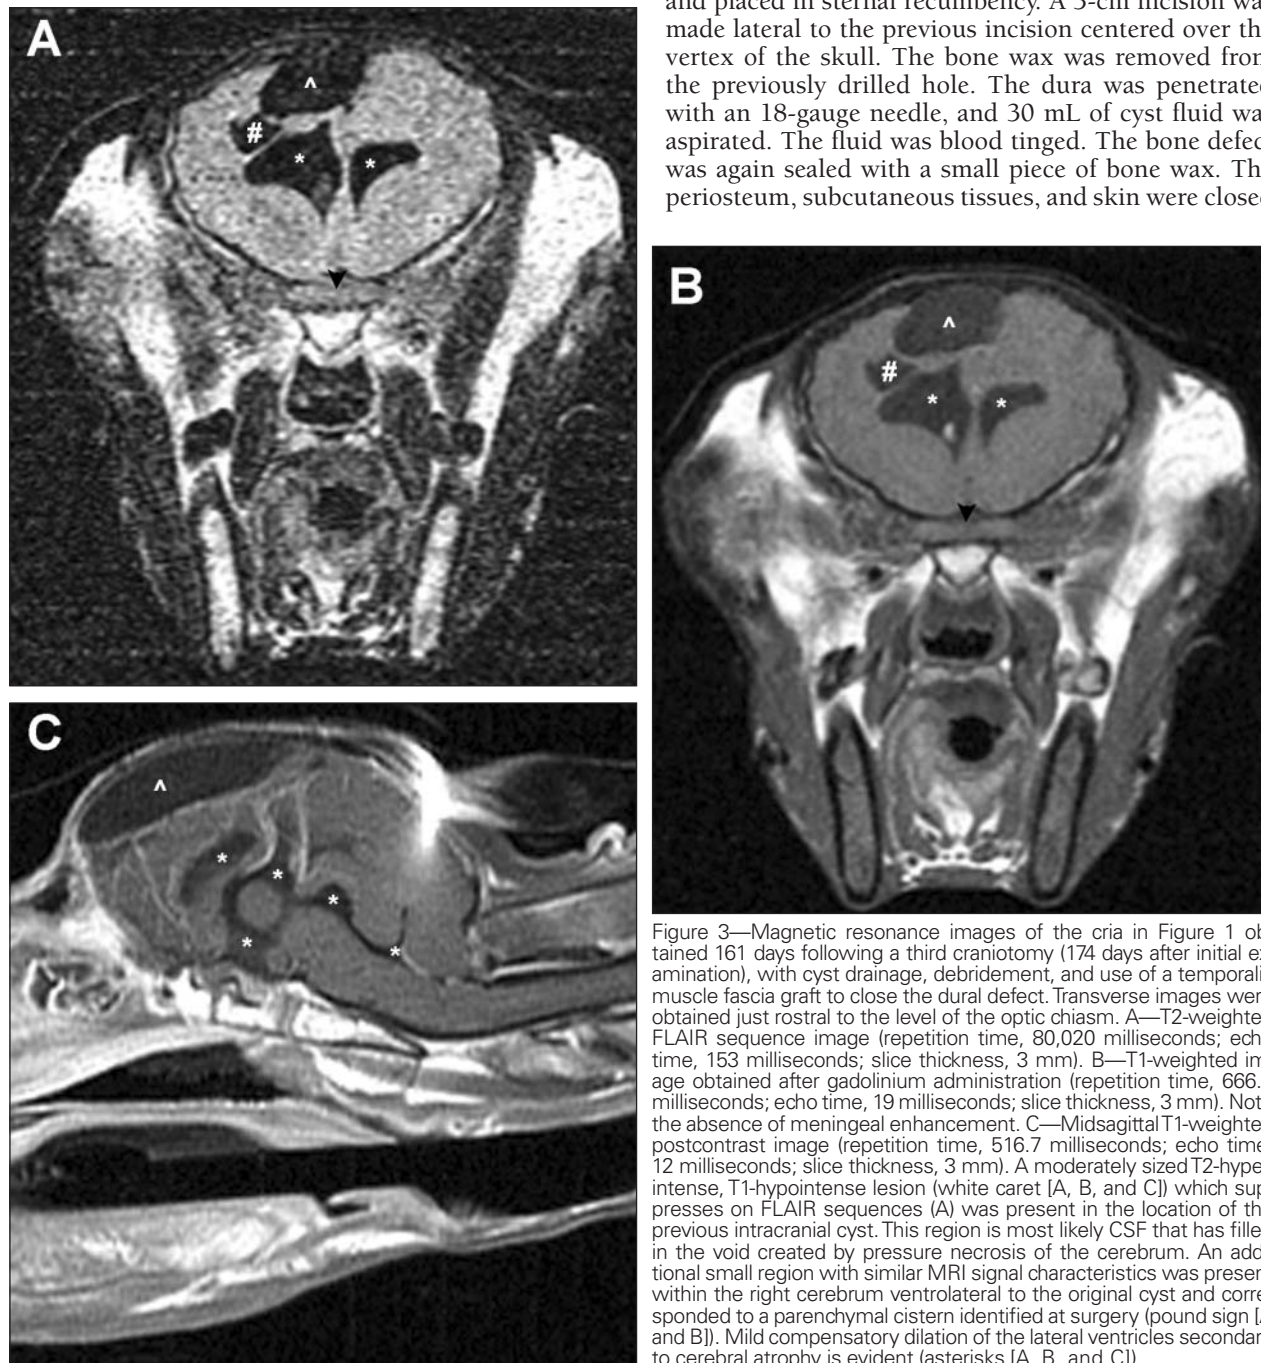 A
and placed in sternal recumbency. A 5-cm incision wa
made lateral to the previous incision centered over th
vertex of the skull. The bone wax was removed from
the previously drilled hole. The dura was penetrate
with an 18-gauge needle, and 30 mL of cyst fluid wa
aspirated. The fluid was blood tinged. The bone defec
was again sealed with a small piece of bone wax. Th
periosteum, subcutaneous tissues, and skin were close
^
#
*
*
B
^
#
*
*
C
^
*
*
*
*
*
Figure 3—Magnetic resonance images of the cria in Figure 1 ob
tained 161 days following a third craniotomy (174 days after initial ex
amination), with cyst drainage, debridement, and use of a temporali
muscle fascia graft to close the dural defect. Transverse images wer
obtained just rostral to the level of the optic chiasm. A—T2-weighte
FLAIR sequence image (repetition time, 80,020 milliseconds; ech
time, 153 milliseconds; slice thickness, 3 mm). B—T1-weighted im
age obtained after gadolinium administration (repetition time, 666.
milliseconds; echo time, 19 milliseconds; slice thickness, 3 mm). Not
the absence of meningeal enhancement. C—Midsagittal T1-weighte
postcontrast image (repetition time, 516.7 milliseconds; echo time
12 milliseconds; slice thickness, 3 mm). A moderately sized T2-hype
intense, T1-hypointense lesion (white caret [A, B, and C]) which sup
presses on FLAIR sequences (A) was present in the location of th
previous intracranial cyst. This region is most likely CSF that has fille
in the void created by pressure necrosis of the cerebrum. An addi
tional small region with similar MRI signal characteristics was presen
within the right cerebrum ventrolateral to the original cyst and corre
sponded to a parenchymal cistern identified at surgery (pound sign [A
and B]). Mild compensatory dilation of the lateral ventricles secondar
to cerebral atrophy is evident (asterisks [A, B, and C])